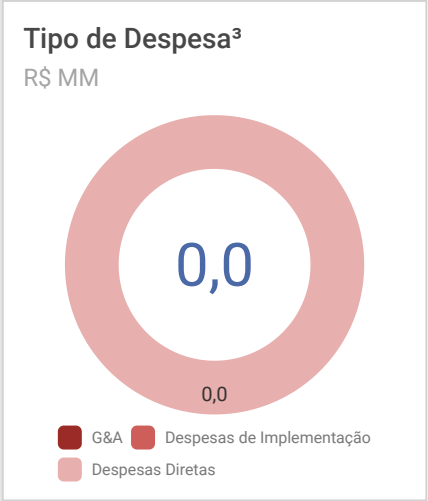 Tipo de Despesa³
R$ MM
0,0
0,0
G&A Despesas de Implementação
Despesas Diretas